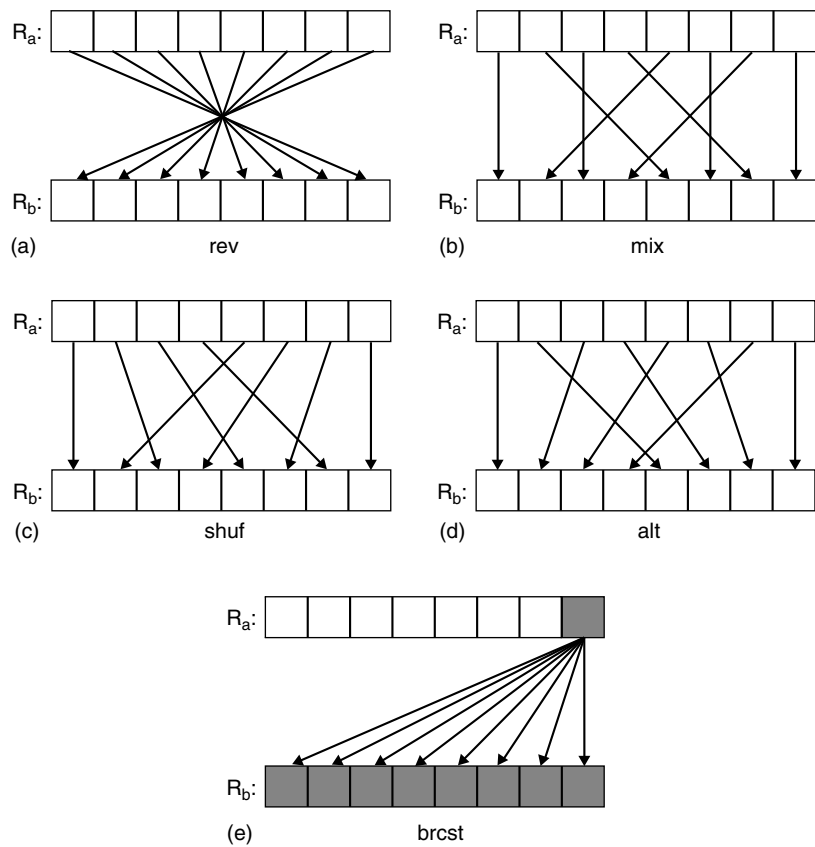 Ra:
Rb:
(a) rev
Ra:
Rb:
(b) mix
Ra:
Rb:
(c) shuf
Ra:
Rb:
(d) alt
Ra:
Rb:
(e) brcst